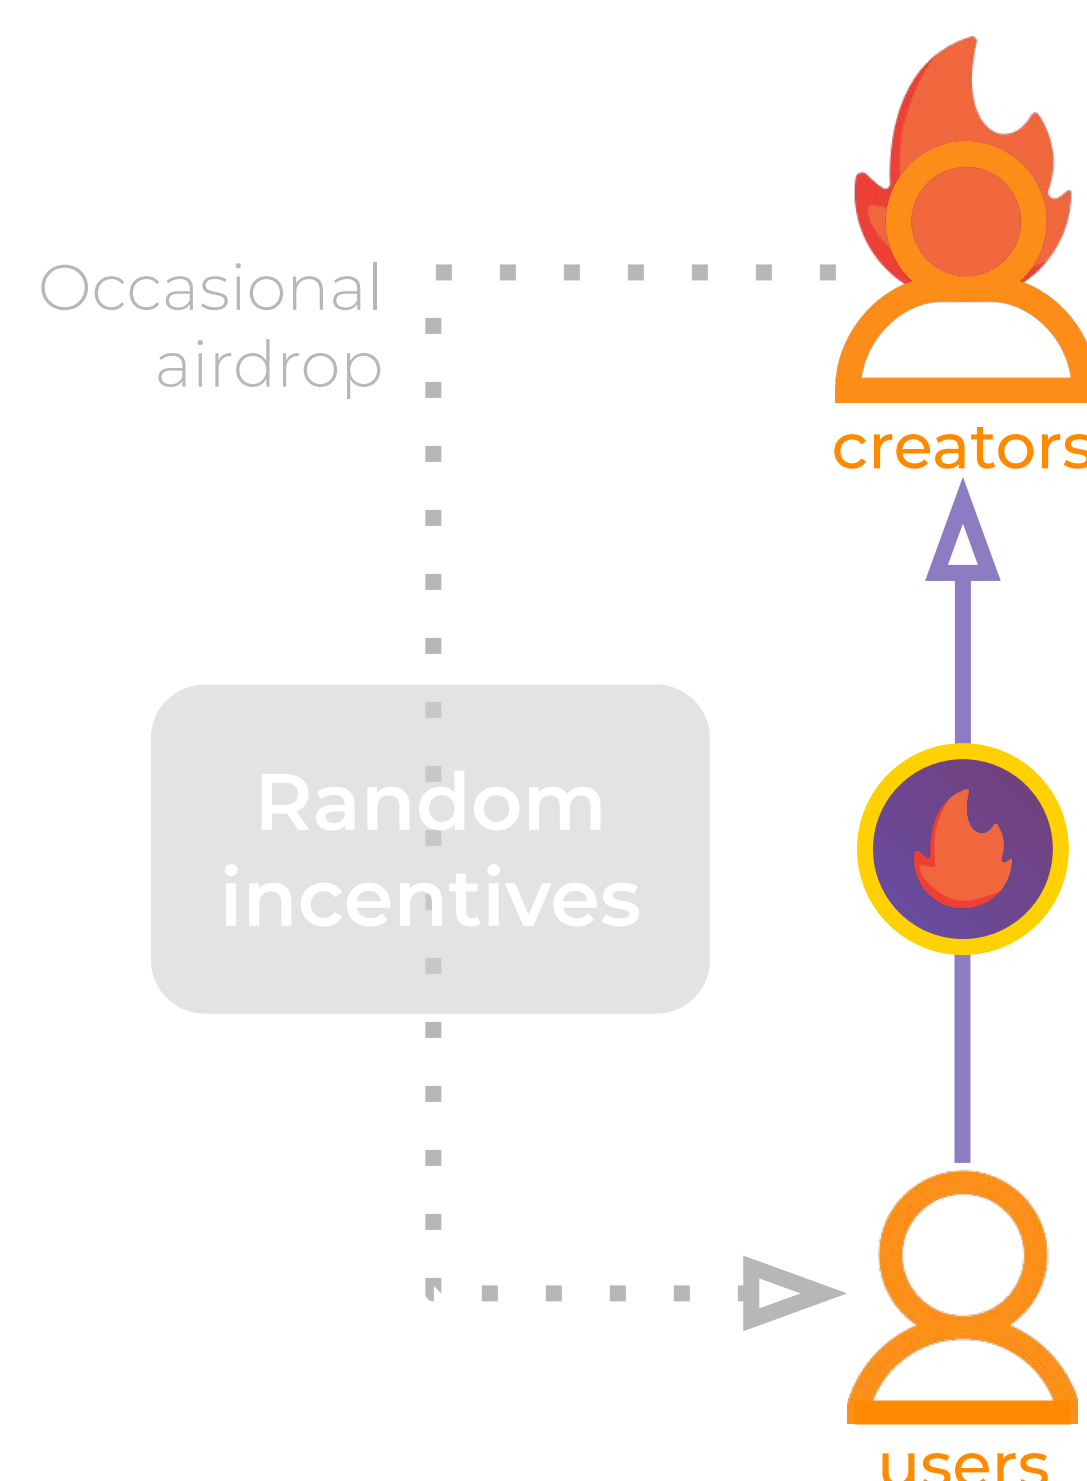 Occasional
airdrop
creators
Random
incentives
users